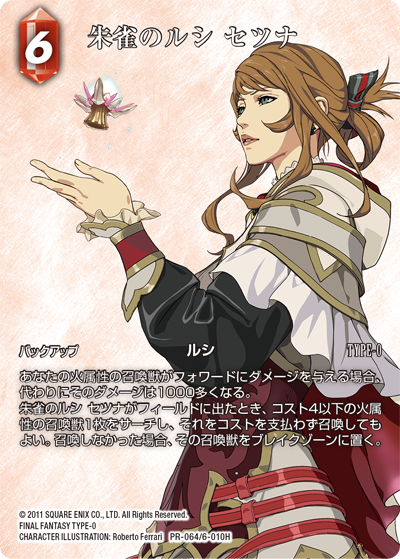 6
朱雀のルシ セツナ
バックアップ ルシ TYPE-0
あなたの火属性の召喚獣がフォワードにダメージを与える場合、
代わりにそのダメージは1000多くなる。
朱雀のルシ セツナがフィールドに出たとき、コスト4以下の火属
性の召喚獣1枚をサーチし、それをコストを支払わず召喚しても
よい。召喚しなかった場合、その召喚獣をブレイクゾーンに置く。
© 2011 SQUARE ENIX CO., LTD. All Rights Reserved.
FINAL FANTASY TYPE-0
CHARACTER ILLUSTRATION: Roberto Ferrari PR-064/6-010H